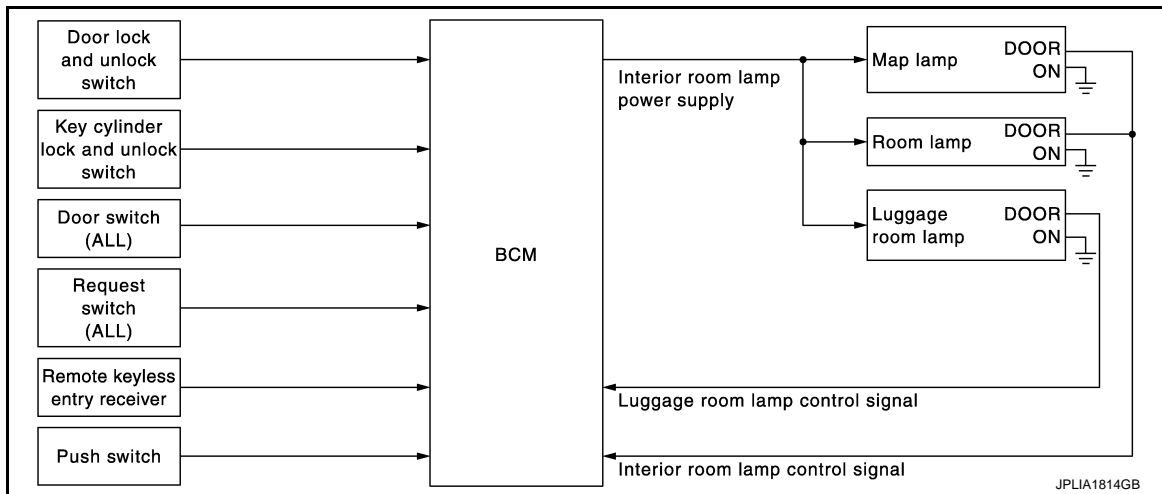 Door lock
and unlock
switch
Key cylinder
lock and unlock
switch
Door switch
(ALL)
Request
switch
(ALL)
Remote keyless
entry receiver
Push switch
BCM
Interior room lamp
power supply
Map lamp
DOOR
ON
Room lamp
DOOR
ON
Luggage
room lamp
DOOR
ON
Luggage room lamp control signal
Interior room lamp control signal
JPLIA1814GB